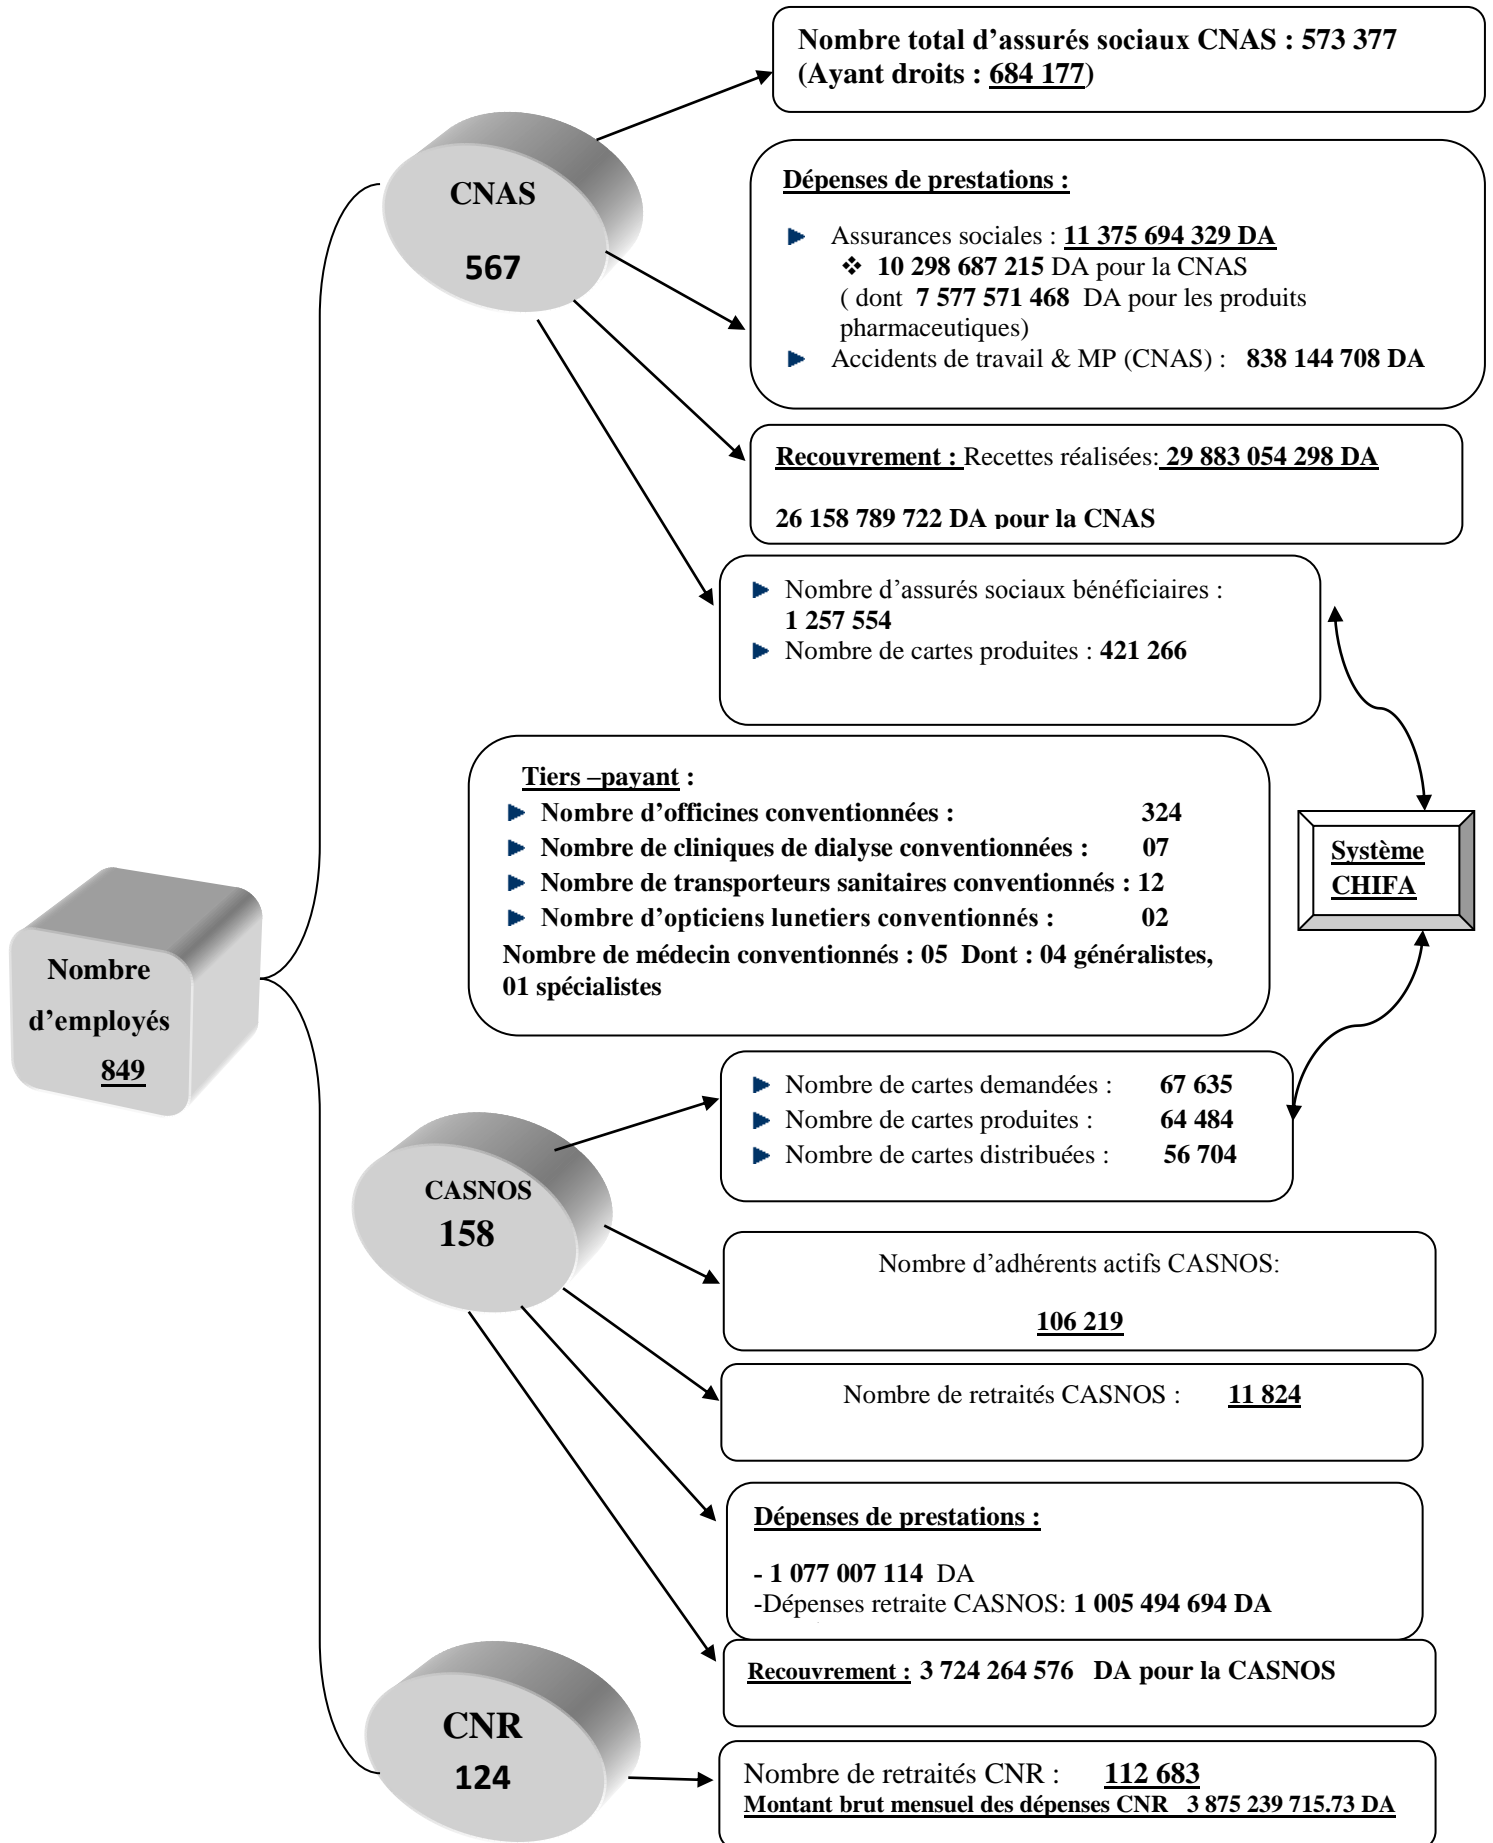 Nombre total d’assurés sociaux CNAS : 573 377
(Ayant droits : 684 177)
CNAS
567
Dépenses de prestations :
Assurances sociales : 11 375 694 329 DA
❖ 10 298 687 215 DA pour la CNAS
( dont 7 577 571 468 DA pour les produits
pharmaceutiques)
Accidents de travail & MP (CNAS) : 838 144 708 DA
Recouvrement : Recettes réalisées: 29 883 054 298 DA
26 158 789 722 DA pour la CNAS
Nombre d’assurés sociaux bénéficiaires :
1 257 554
Nombre de cartes produites : 421 266
Tiers –payant :
Nombre d’officines conventionnées : 324
Nombre de cliniques de dialyse conventionnées : 07
Nombre de transporteurs sanitaires conventionnés : 12
Nombre d’opticiens lunetiers conventionnés : 02
Nombre de médecin conventionnés : 05 Dont : 04 généralistes,
01 spécialistes
Système
CHIFA
Nombre
d’employés
849
Nombre de cartes demandées : 67 635
Nombre de cartes produites : 64 484
Nombre de cartes distribuées : 56 704
CASNOS
158
Nombre d’adhérents actifs CASNOS:
106 219
Nombre de retraités CASNOS : 11 824
Dépenses de prestations :
- 1 077 007 114 DA
-Dépenses retraite CASNOS: 1 005 494 694 DA
Recouvrement : 3 724 264 576 DA pour la CASNOS
CNR
124
Nombre de retraités CNR : 112 683
Montant brut mensuel des dépenses CNR 3 875 239 715.73 DA